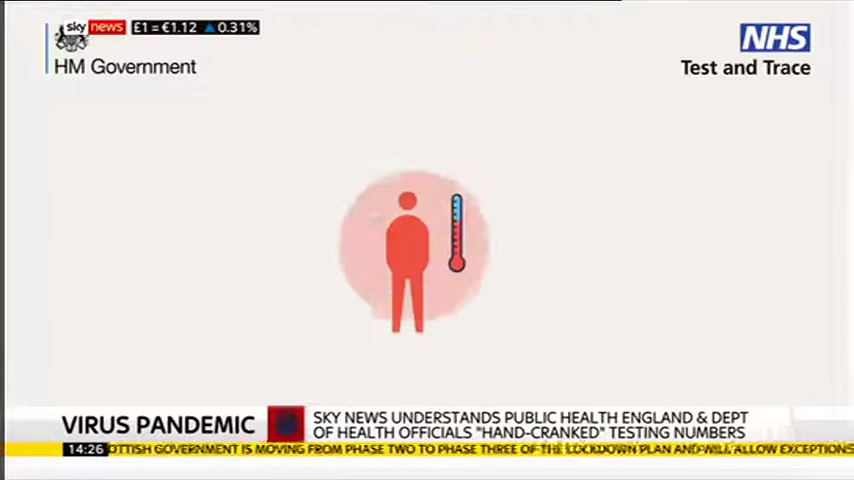 sky news £1 = €1.12 ▲ 0.31%
HM Government
NHS
Test and Trace
VIRUS PANDEMIC
SKY NEWS UNDERSTANDS PUBLIC HEALTH ENGLAND & DEPT
OF HEALTH OFFICIALS "HAND-CRANKED" TESTING NUMBERS
14:26 OTTISH GOVERNMENT IS MOVING FROM PHASE TWO TO PHASE THREE OF THE LOCKDOWN PLAN AND WILL ALLOW EXCEPTIONS